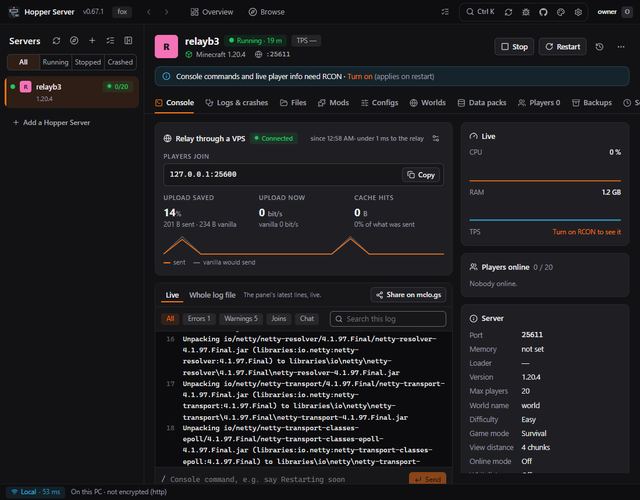 Hopper Server v0.67.1 fox
Overview Browse
Ctrl K
owner O
Servers
All Running Stopped Crashed
R relayb3 0/20
1.20.4
+ Add a Hopper Server
R relayb3 Running · 19 m TPS —
Minecraft 1.20.4 :25611
Stop Restart
Console commands and live player info need RCON · Turn on (applies on restart)
Console Logs & crashes Files Mods Configs Worlds Data packs Players 0 Backups
Relay through a VPS Connected since 12:58 AM· under 1 ms to the relay
PLAYERS JOIN
127.0.0.1:25600 Copy
UPLOAD SAVED UPLOAD NOW CACHE HITS
14% 0 bit/s 0 B
201 B sent · 234 B vanilla vanilla 0 bit/s 0% of what was sent
sent vanilla would send
Live Whole log file The panel's latest lines, live. Share on mclo.gs
All Errors 1 Warnings 5 Joins Chat Search this log
16 Unpacking io/netty/netty-resolver/4.1.97.Final/netty-resolver-
4.1.97.Final.jar (libraries:io.netty:netty-
resolver:4.1.97.Final) to libraries\io\netty\netty-
resolver\4.1.97.Final\netty-resolver-4.1.97.Final.jar
17 Unpacking io/netty/netty-transport/4.1.97.Final/netty-transport-
4.1.97.Final.jar (libraries:io.netty:netty-
transport:4.1.97.Final) to libraries\io\netty\netty-
transport\4.1.97.Final\netty-transport-4.1.97.Final.jar
18 Unpacking io/netty/netty-transport-classes-
epoll/4.1.97.Final/netty-transport-classes-epoll-
4.1.97.Final.jar (libraries:io.netty:netty-transport-classes-
epoll:4.1.97.Final) to libraries\io\netty\netty-transport-
/ Console command, e.g. say Restarting soon Send
Live
CPU 0 %
RAM 1.2 GB
TPS Turn on RCON to see it
Players online 0 / 20
Nobody online.
Server
Port 25611
Memory not set
Loader —
Version 1.20.4
Max players 20
World name world
Difficulty Easy
Game mode Survival
View distance 4 chunks
Online mode Off
Local · 53 ms On this PC · not encrypted (http)